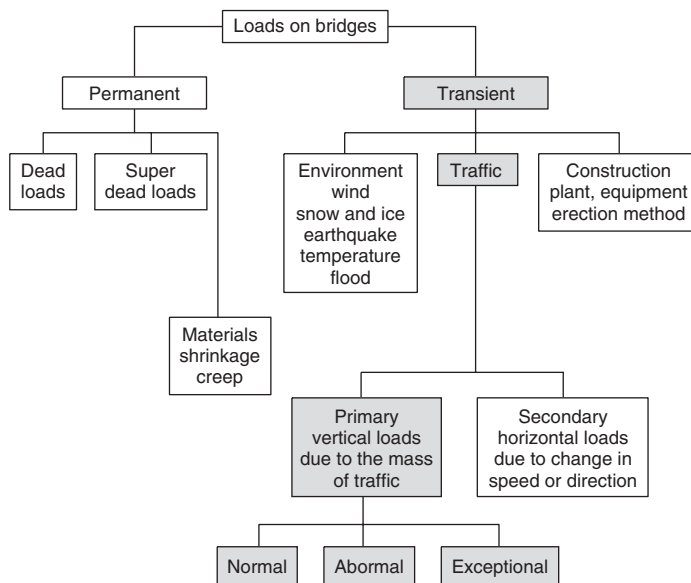 Loads on bridges
Permanent
Transient
Dead
loads
Super
dead loads
Materials
shrinkage
creep
Environment
wind
snow and ice
earthquake
temperature
flood
Traffic
Construction
plant, equipment
erection method
Primary
vertical loads
due to the mass
of traffic
Secondary
horizontal loads
due to change in
speed or direction
Normal
Abormal
Exceptional